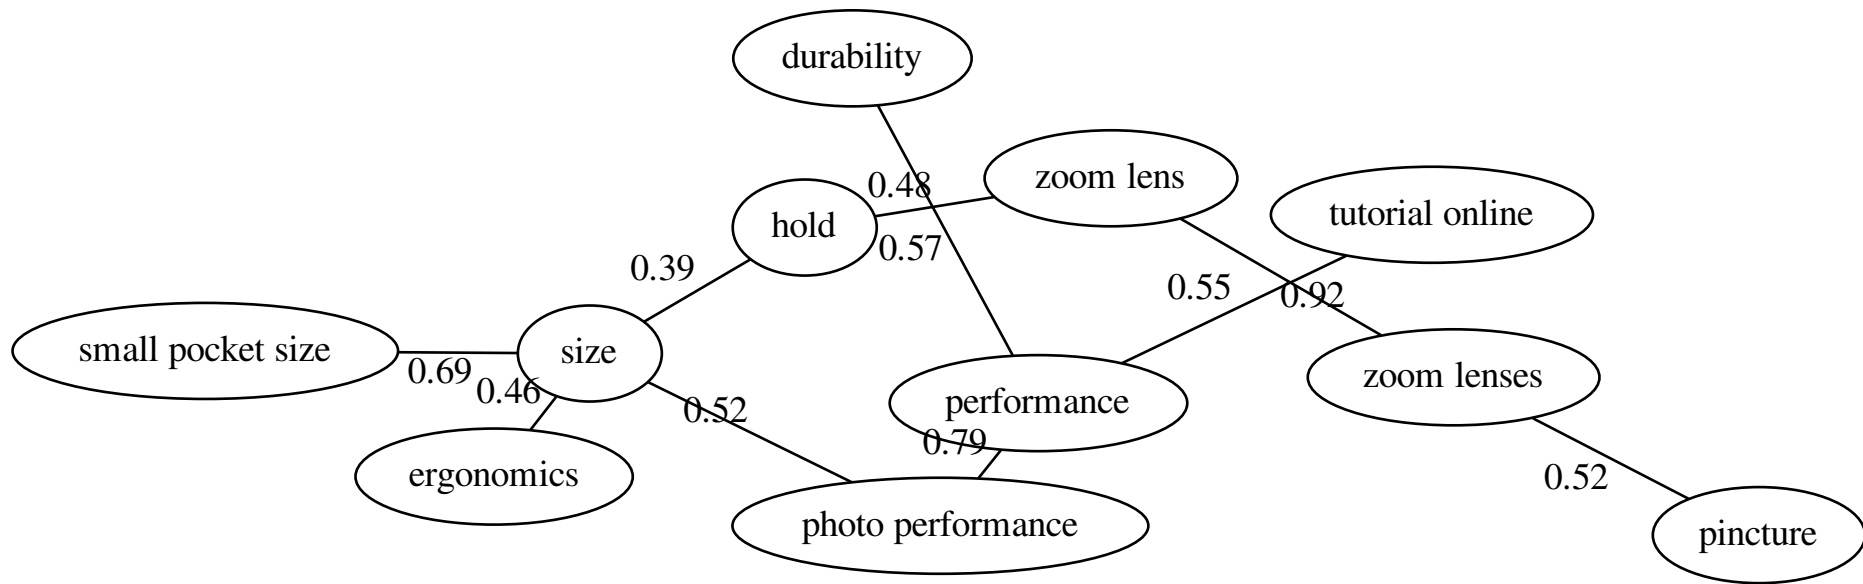 durability
zoom lens
0.48
tutorial online
hold
0.57
0.39
0.55
0.92
small pocket size
size
0.69
zoom lenses
0.46
performance
0.52
0.79
ergonomics
0.52
photo performance
pincture